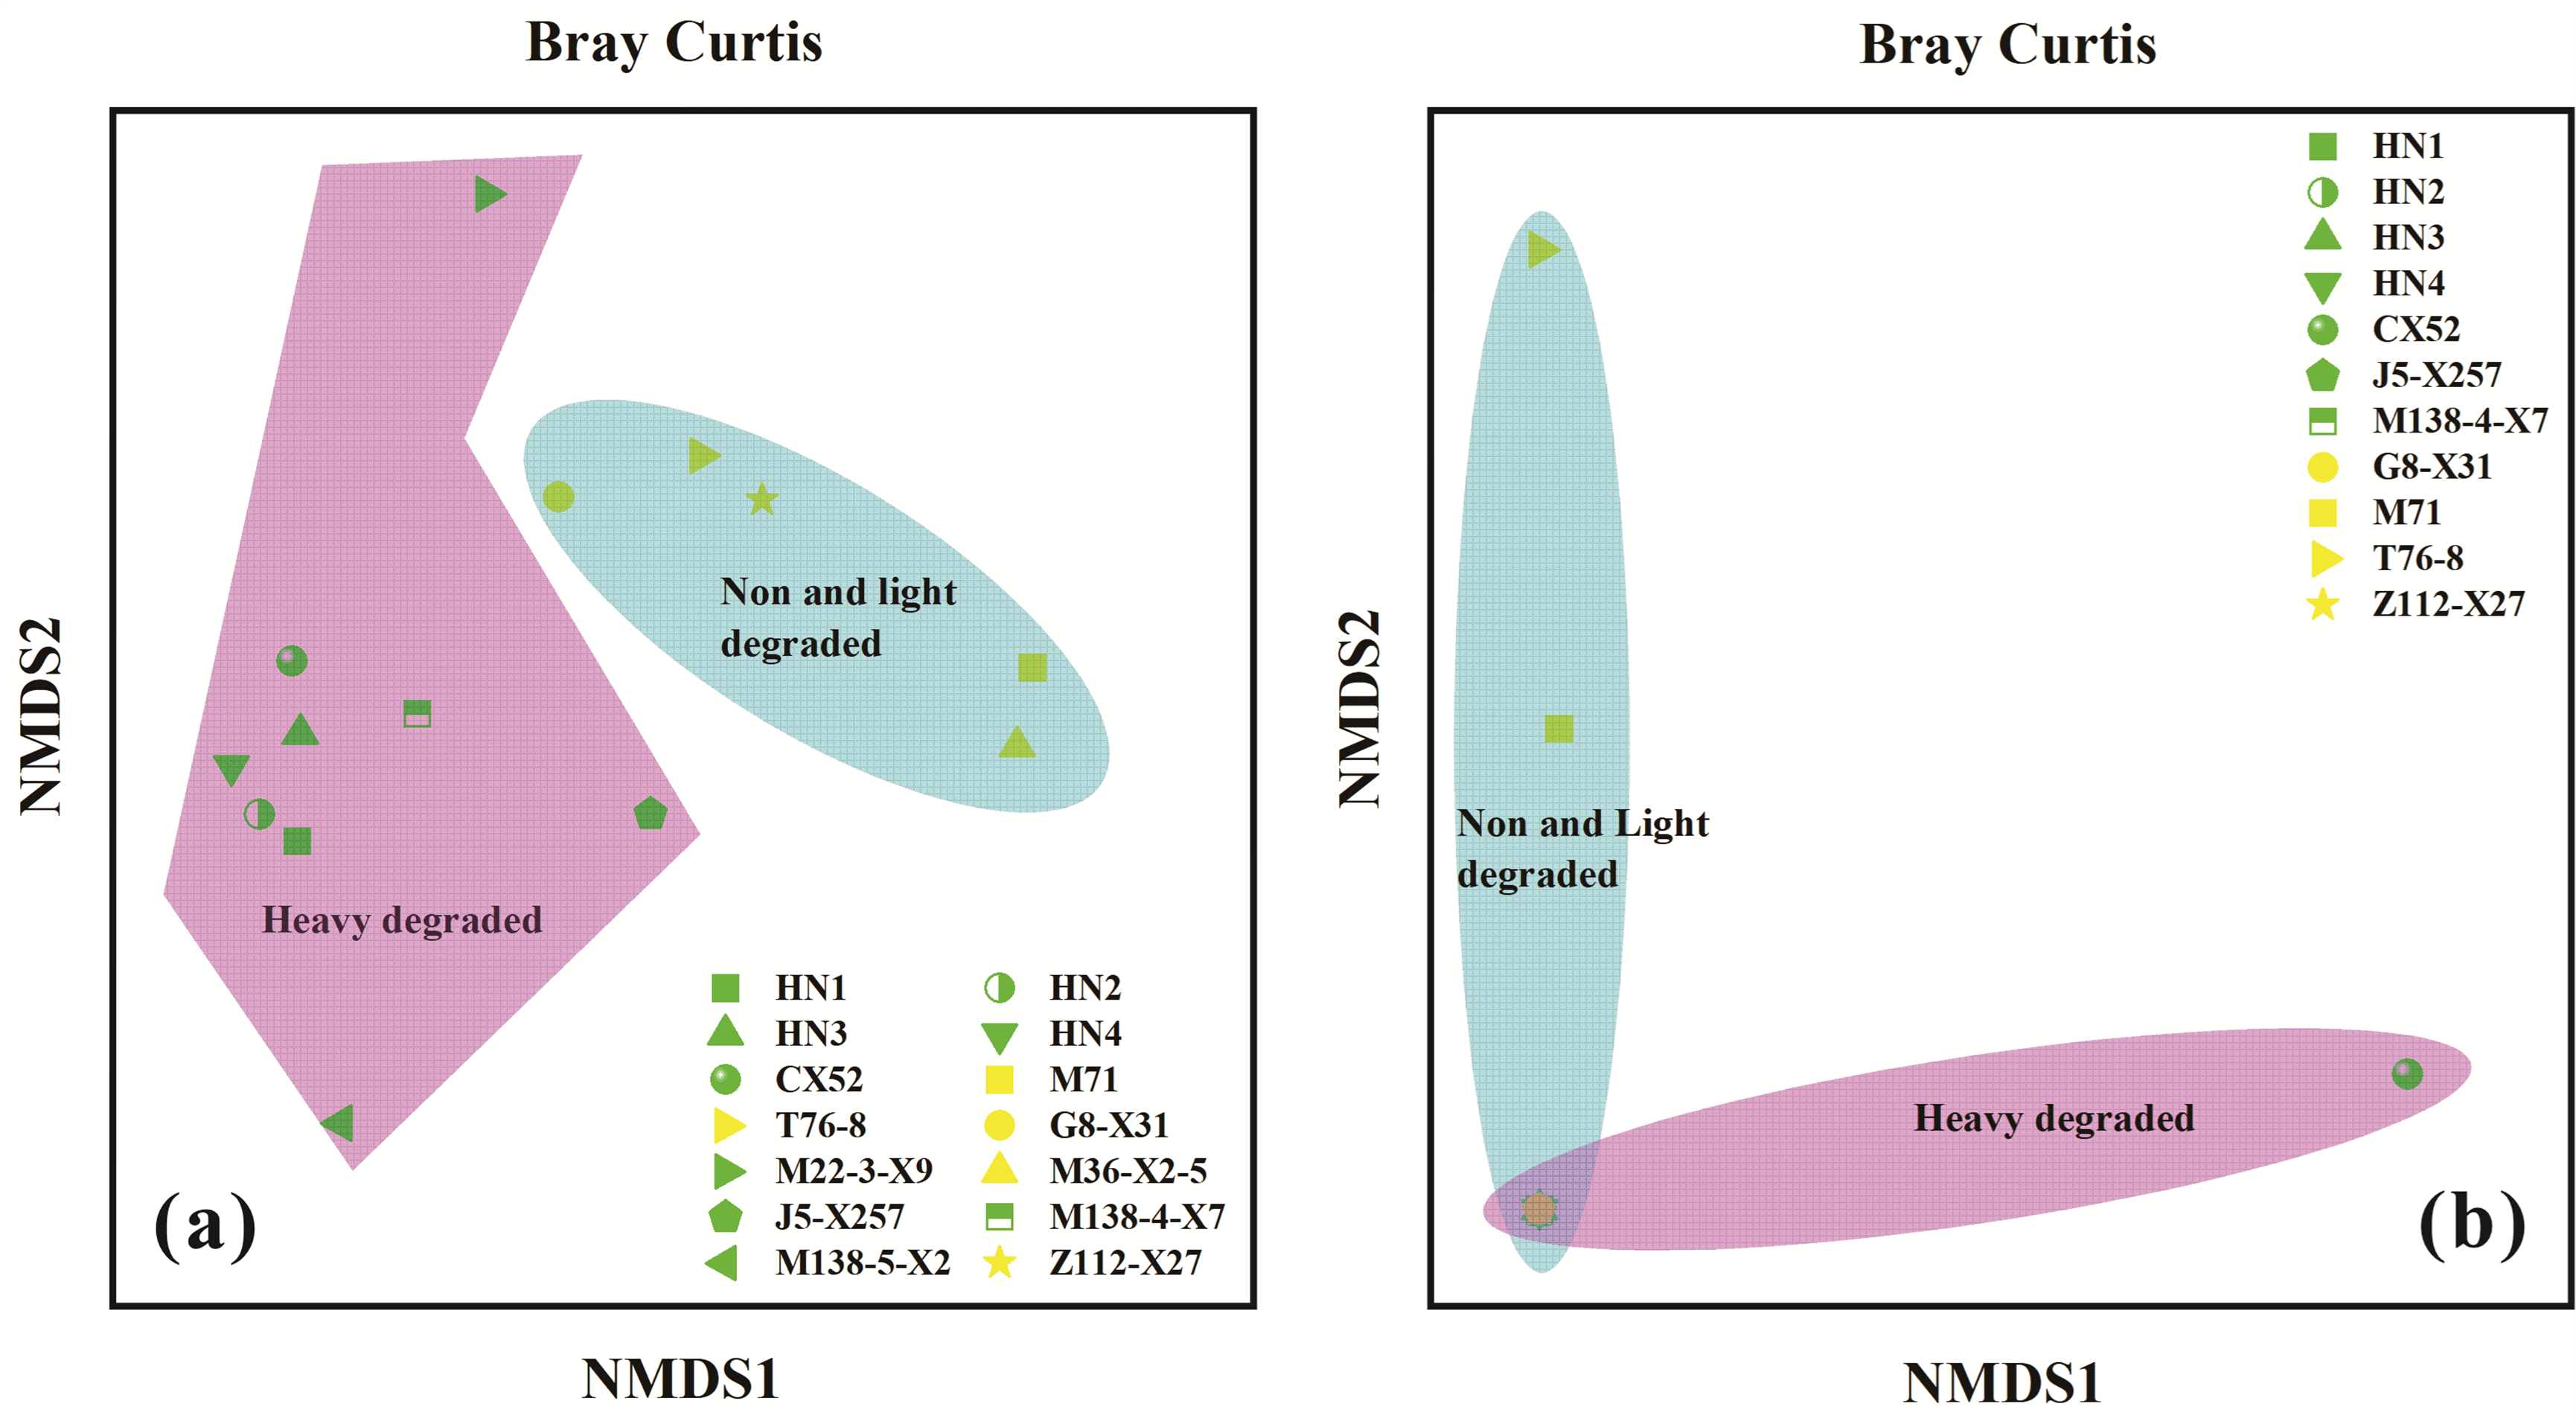 Bray Curtis
NMDS2
Non and light
degraded
Heavy degraded
HN1 HN2
HN3 HN4
CX52 M71
T76-8 G8-X31
M22-3-X9 M36-X2-5
J5-X257 M138-4-X7
M138-5-X2 Z112-X27
(a)
NMDS1
Bray Curtis
NMDS2
HN1
HN2
HN3
HN4
CX52
J5-X257
M138-4-X7
G8-X31
M71
T76-8
Z112-X27
Non and Light
degraded
Heavy degraded
(b)
NMDS1